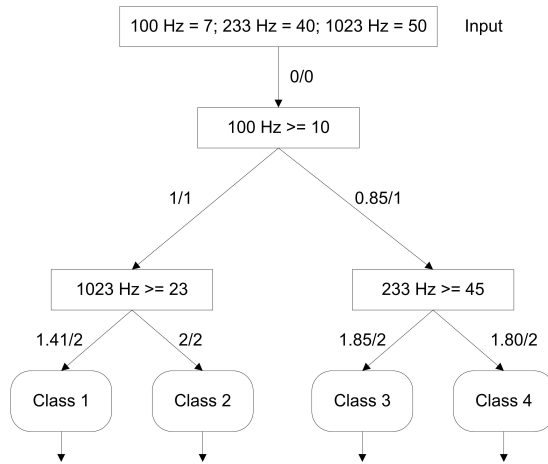 100 Hz = 7; 233 Hz = 40; 1023 Hz = 50
Input
0/0
100 Hz >= 10
1/1
0.85/1
1023 Hz >= 23
233 Hz >= 45
1.41/2
2/2
1.85/2
1.80/2
Class 1
Class 2
Class 3
Class 4